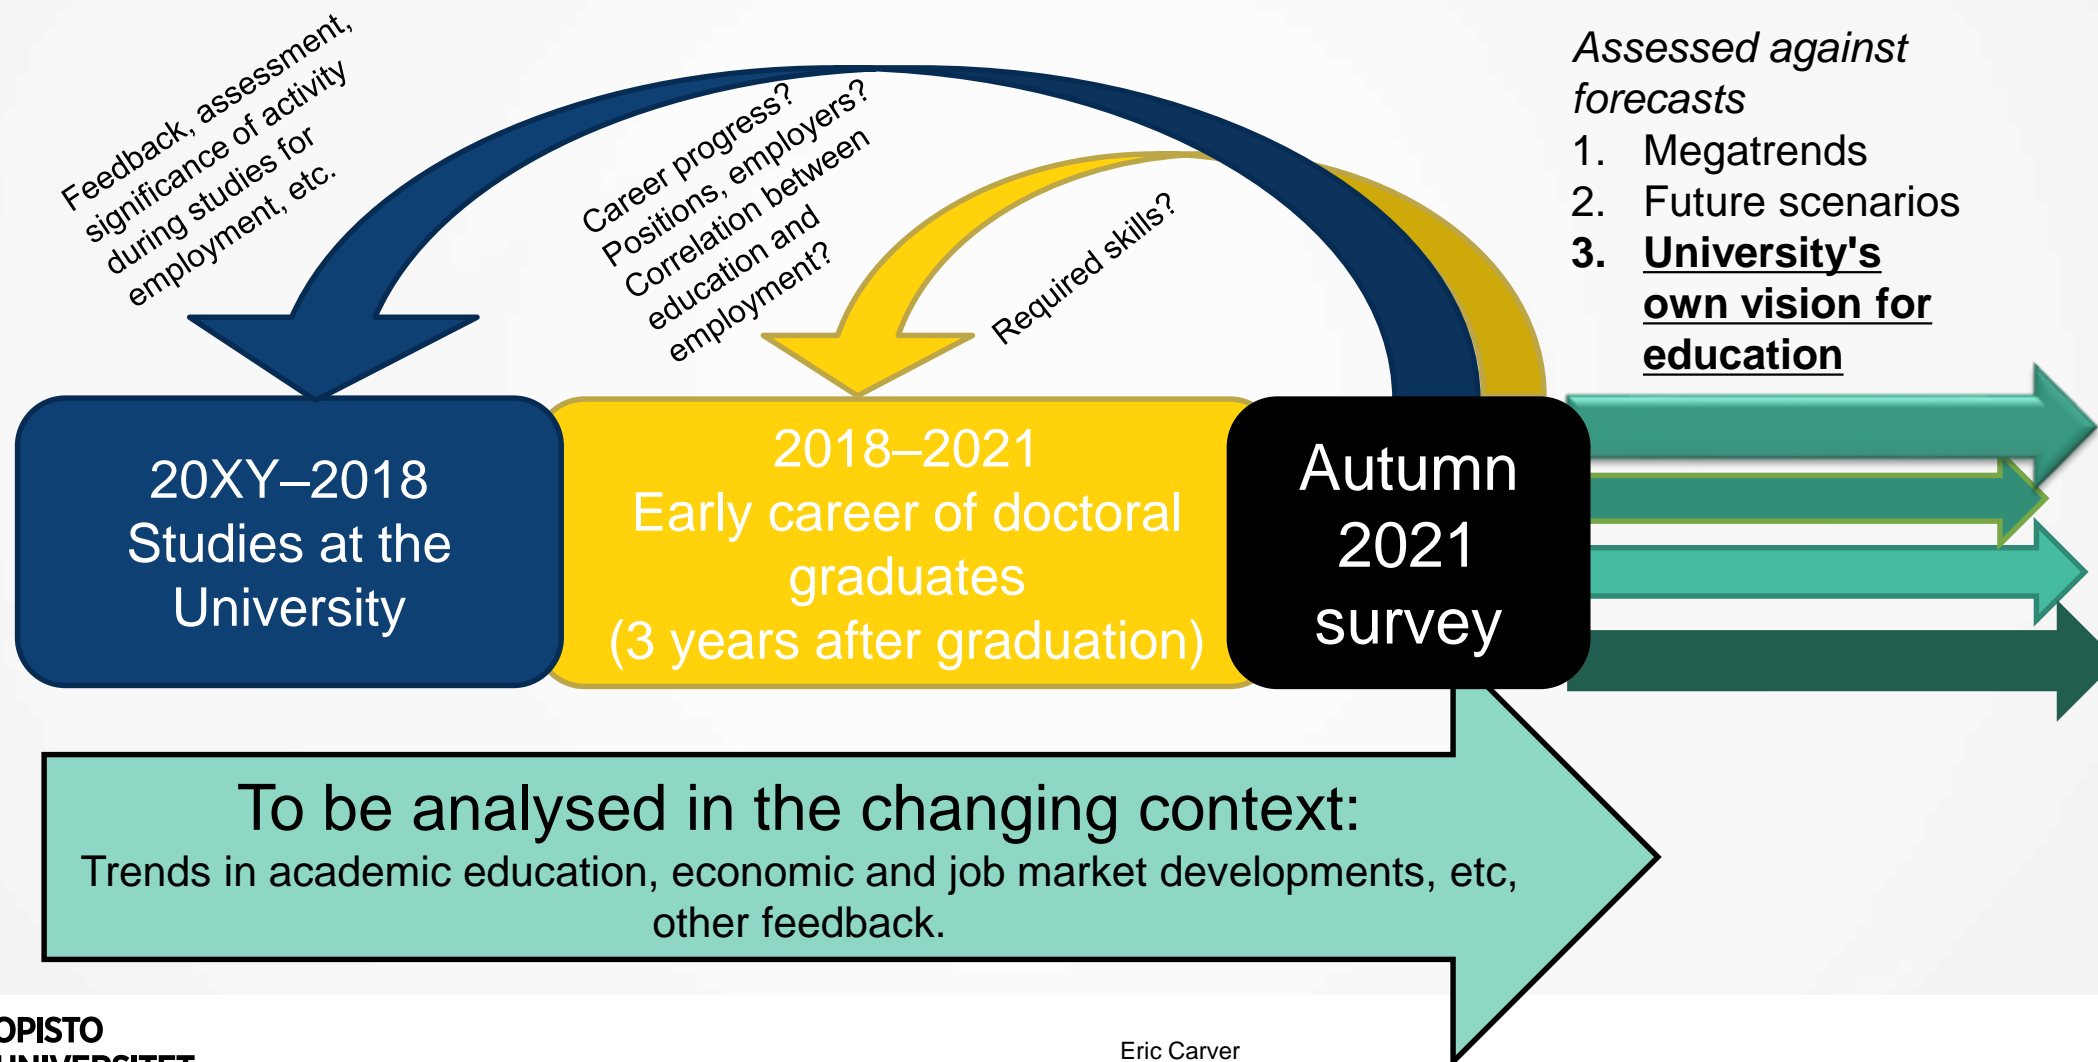 Feedback, assessment,
significance of activity
during studies for
employment, etc.
Career progress?
Positions, employers?
Correlation between
education and
employment?
Required skills?
Assessed against
forecasts
1. Megatrends
2. Future scenarios
3. University's
own vision for
education
20XY–2018
Studies at the
University
2018–2021
Early career of doctoral
graduates
(3 years after graduation)
Autumn
2021
survey
To be analysed in the changing context:
Trends in academic education, economic and job market developments, etc,
other feedback.
OPISTO
UNIVERSITET
Eric Carver